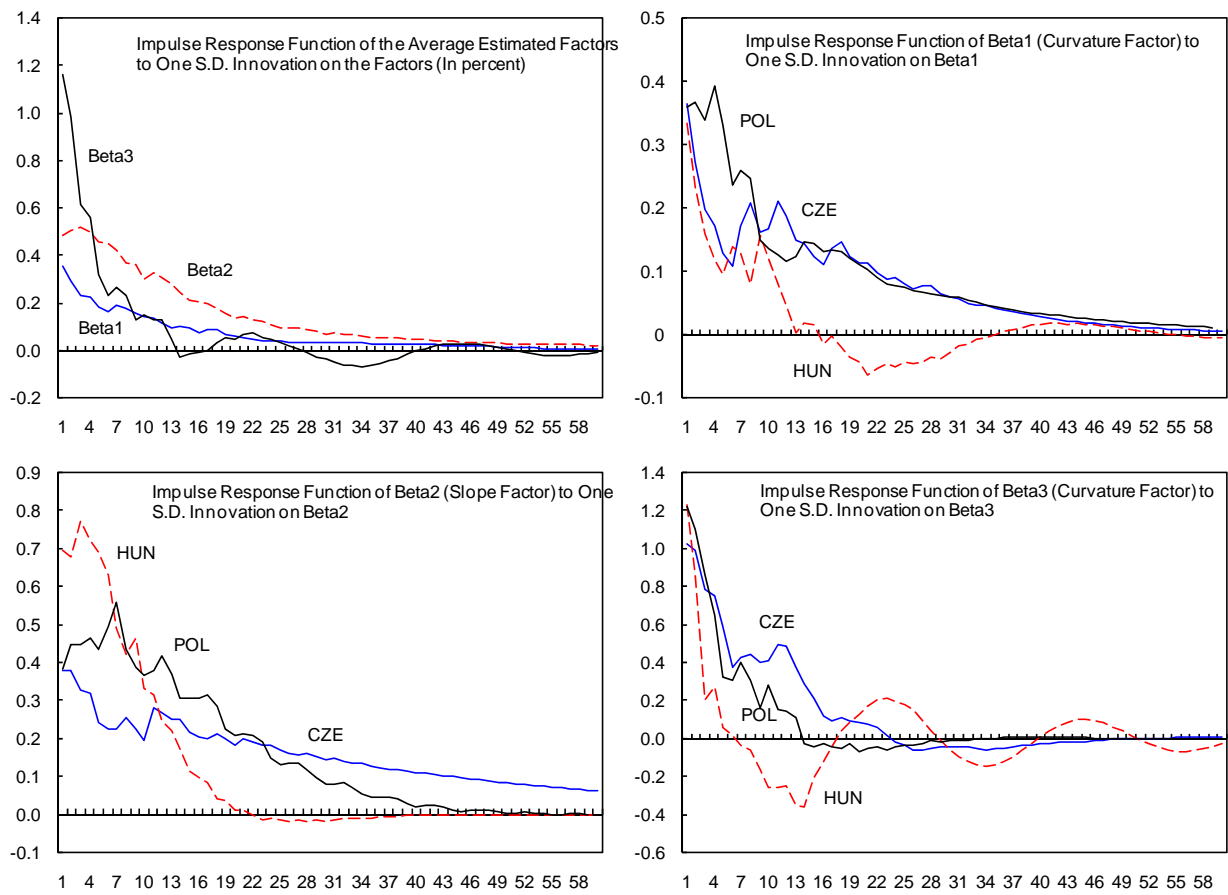 Impulse Response Function of the Average Estimated Factors
to One S.D. Innovation on the Factors (In percent)
1.4
1.2
1.0
0.8
0.6
0.4
0.2
0.0
-0.2
Beta3
Beta2
Beta1
1 4 7 10 13 16 19 22 25 28 31 34 37 40 43 46 49 52 55 58
Impulse Response Function of Beta1 (Curvature Factor) to
One S.D. Innovation on Beta1
0.5
0.4
0.3
0.2
0.1
0
-0.1
POL
CZE
HUN
1 4 7 10 13 16 19 22 25 28 31 34 37 40 43 46 49 52 55 58
Impulse Response Function of Beta2 (Slope Factor) to One
S.D. Innovation on Beta2
0.9
0.8
0.7
0.6
0.5
0.4
0.3
0.2
0.1
0.0
-0.1
HUN
POL
CZE
1 4 7 10 13 16 19 22 25 28 31 34 37 40 43 46 49 52 55 58
Impulse Response Function of Beta3 (Curvature Factor) to
One S.D. Innovation on Beta3
1.4
1.2
1.0
0.8
0.6
0.4
0.2
0.0
-0.2
-0.4
-0.6
CZE
POL
HUN
1 4 7 10 13 16 19 22 25 28 31 34 37 40 43 46 49 52 55 58